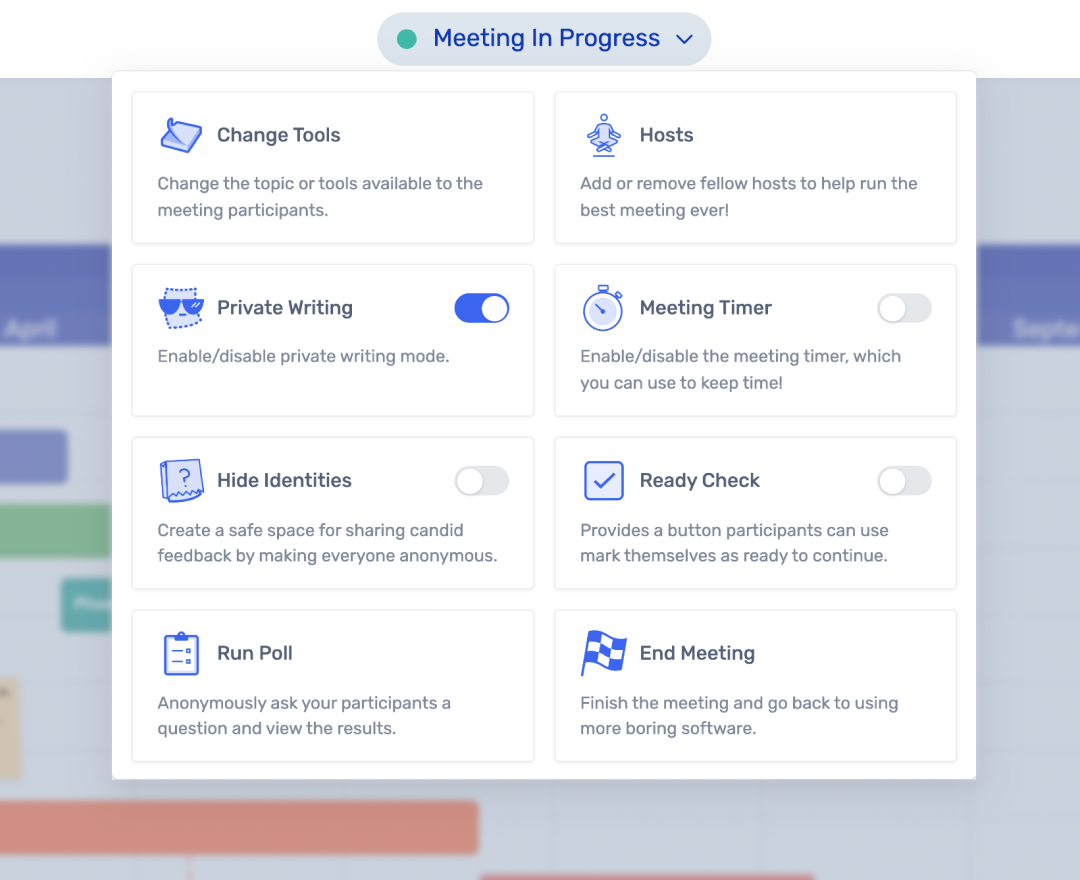 Meeting In Progress
Change Tools
Change the topic or tools available to the
meeting participants.
Hosts
Add or remove fellow hosts to help run the
best meeting ever!
Private Writing
Enable/disable private writing mode.
Meeting Timer
Enable/disable the meeting timer, which
you can use to keep time!
Hide Identities
Create a safe space for sharing candid
feedback by making everyone anonymous.
Ready Check
Provides a button participants can use
mark themselves as ready to continue.
Run Poll
Anonymously ask your participants a
question and view the results.
End Meeting
Finish the meeting and go back to using
more boring software.
April